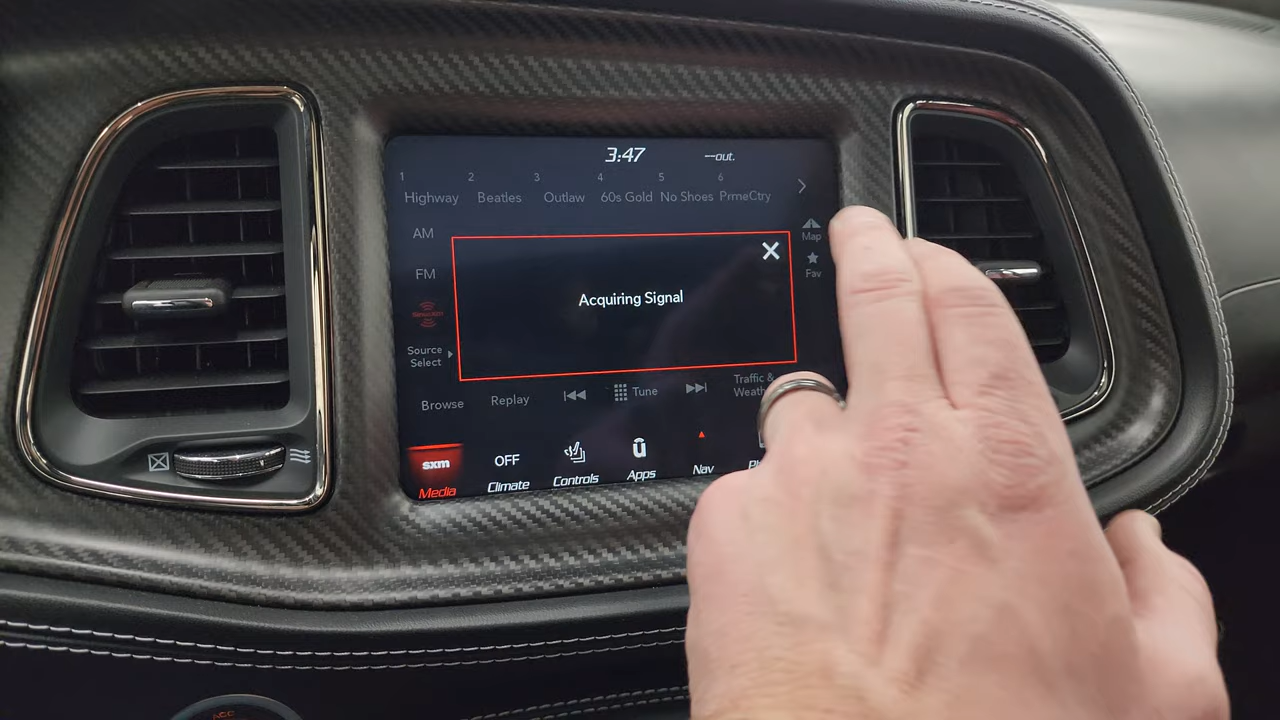 3:47 --out.
1 2 3 4 5 6
Highway Beatles Outlaw 60s Gold No Shoes PrmeCtry
AM
FM
Map
Fav
Acquiring Signal
Source
Select
Browse Replay Tune Traffic &
sxm OFF
Media Climate Controls Apps Nav